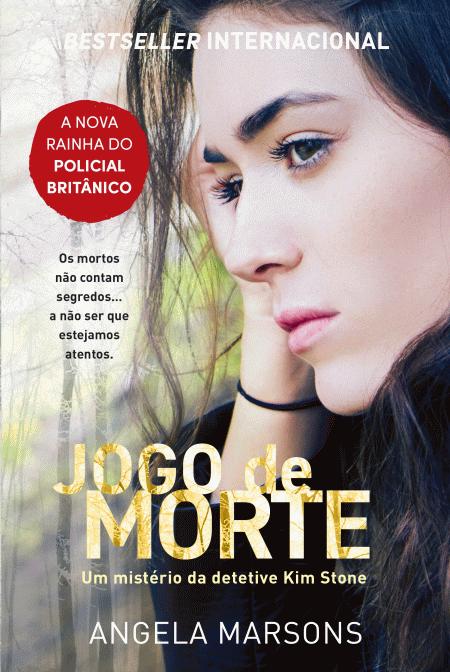 BESTSELLER INTERNACIONAL
A NOVA
RAINHA DO
POLICIAL
BRITÂNICO
Os mortos
não contam
segredos...
a não ser que
estejamos
atentos.
JOGO de
MORTE
Um mistério da detetive Kim Stone
ANGELA MARSONS